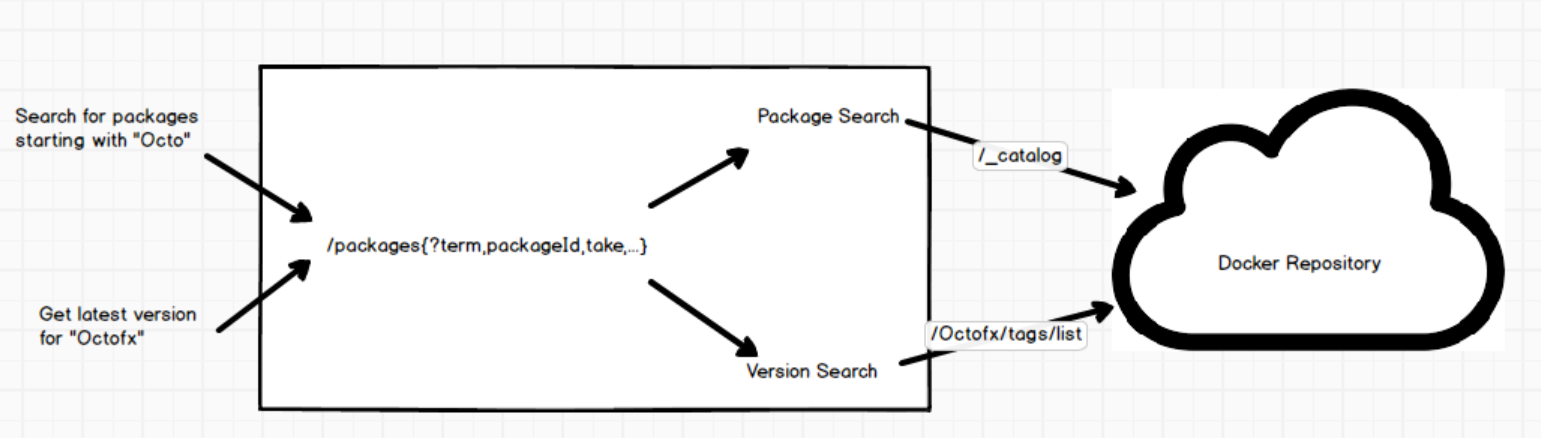 Search for packages
starting with "Octo"
Get latest version
for "Octofx"
/packages{?term,packageId,take,...}
Package Search
Version Search
/_catalog
/Octofx/tags/list
Docker Repository